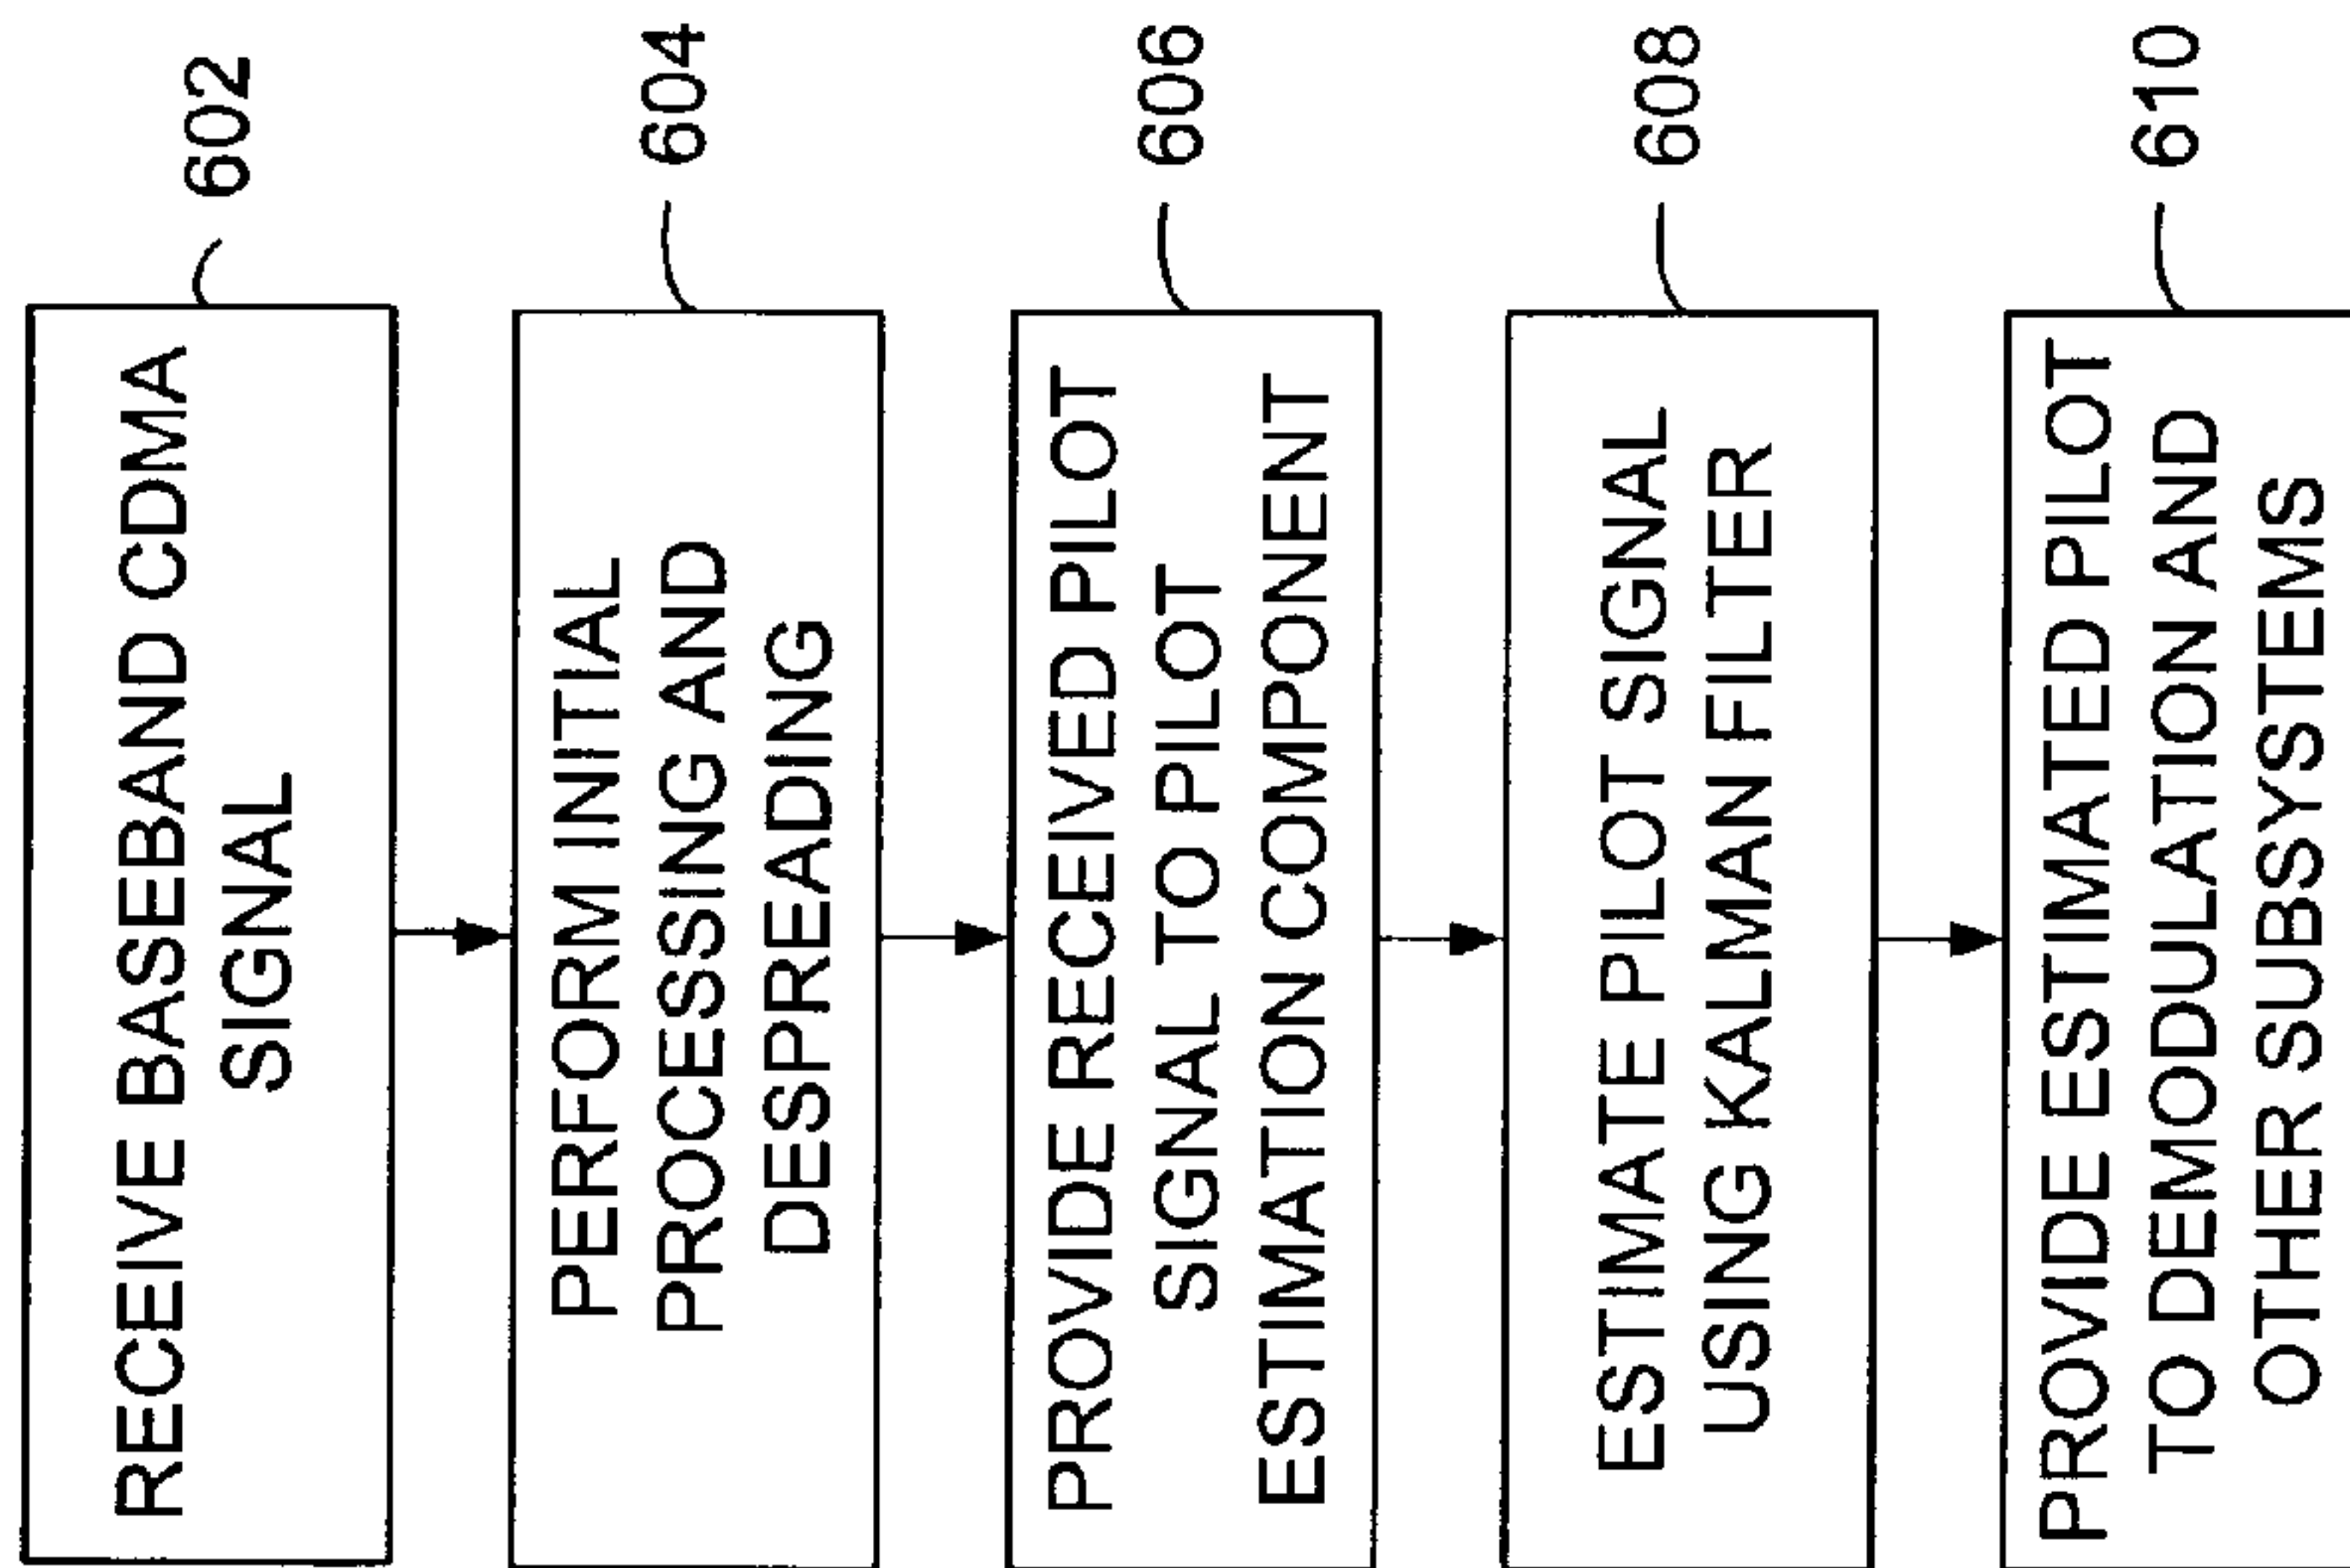 RECEIVE BASEBAND CDMA
SIGNAL
602
PERFORM INITIAL
PROCESSING AND
DESPREADING
604
PROVIDE RECEIVED PILOT
SIGNAL TO PILOT
ESTIMATION COMPONENT
606
ESTIMATE PILOT SIGNAL
USING KALMAN FILTER
608
PROVIDE ESTIMATED PILOT
TO DEMODULATION AND
OTHER SUBSYSTEMS
610